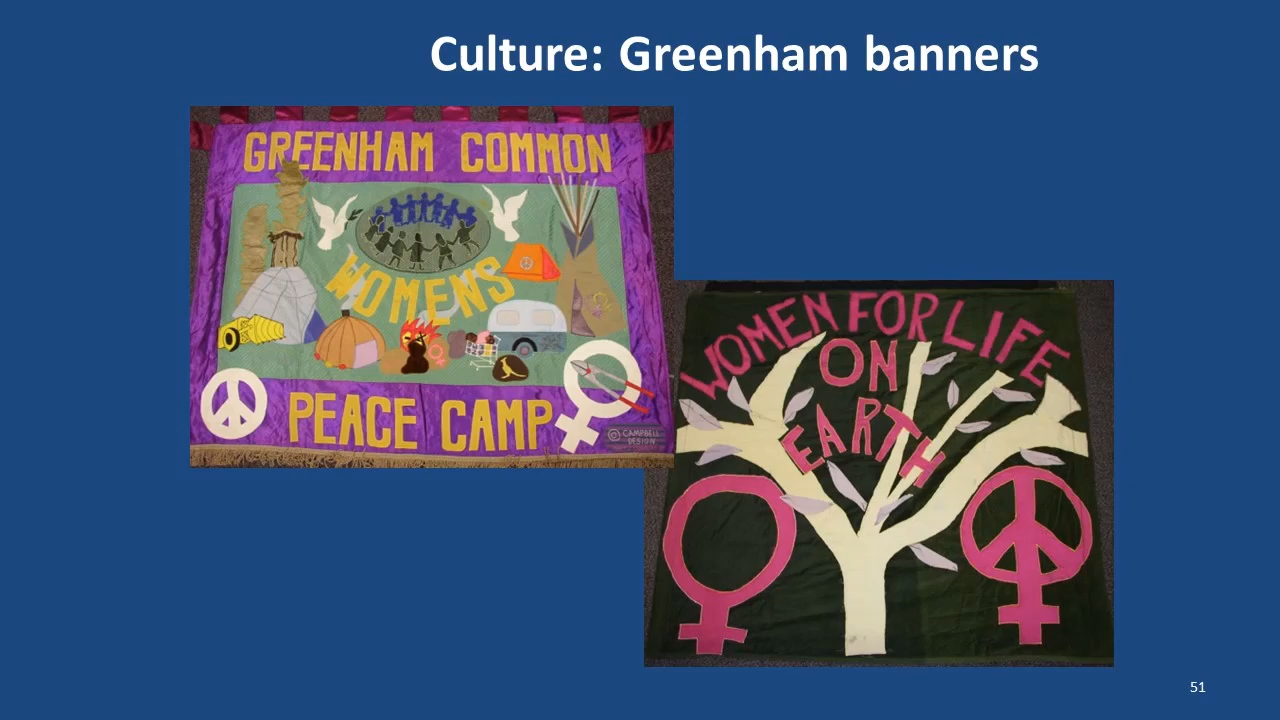 Culture: Greenham banners
GREENHAM COMMON
WOMENS
PEACE CAMP
© CAMPBELL
DESIGN
WOMEN FOR LIFE
ON
EARTH
51